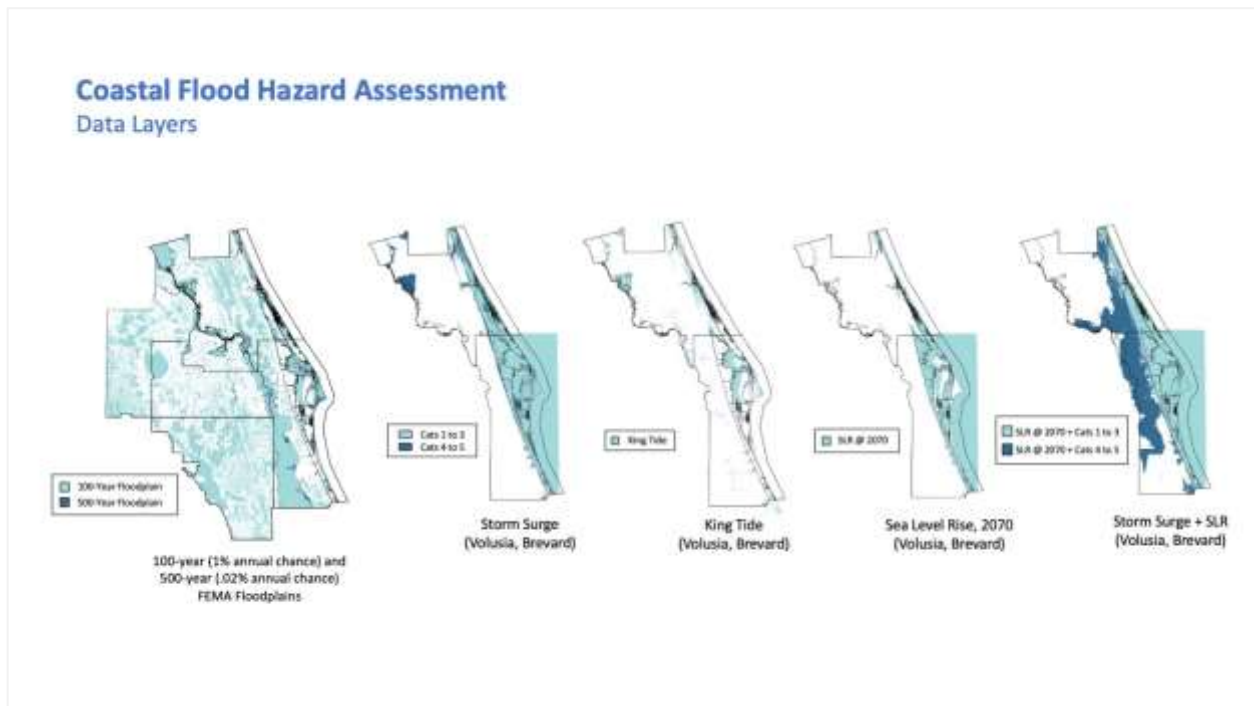 Coastal Flood Hazard Assessment
Data Layers
100-Year Floodplain
500-Year Floodplain
100-year (1% annual chance) and
500-year (.02% annual chance)
FEMA Floodplains
Cats 1 to 3
Cats 4 to 5
Storm Surge
(Volusia, Brevard)
King Tide
King Tide
(Volusia, Brevard)
SLR @ 2070
Sea Level Rise, 2070
(Volusia, Brevard)
SLR @ 2070 + Cats 1 to 3
SLR @ 2070 + Cats 4 to 5
Storm Surge + SLR
(Volusia, Brevard)